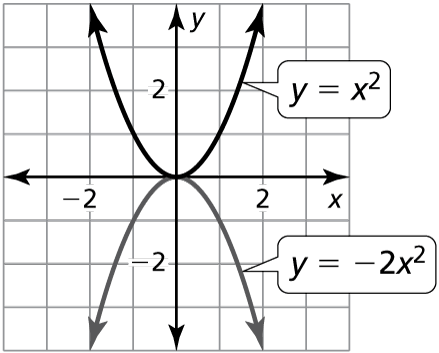 y
2
y = x²
−2
2
x
−2
y = −2x²